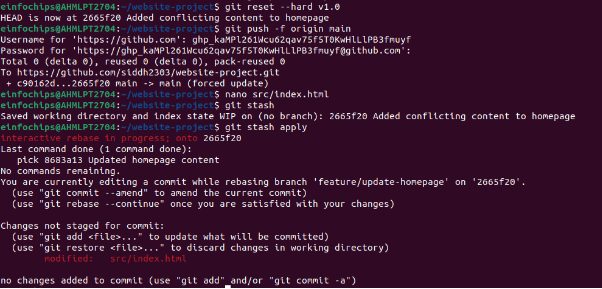 einfochips@AHMLPT2704:~/website-project$ git reset --hard v1.0
HEAD is now at 2665f20 Added conflicting content to homepage
einfochips@AHMLPT2704:~/website-project$ git push -f origin main
Username for 'https://github.com':
Password for
Total 0 (delta 0), reused 0 (delta 0), pack-reused 0
To https://github.com/siddh2303/website-project.git
 + c90162d...2665f20 main -> main (forced update)
einfochips@AHMLPT2704:~/website-project$ nano src/index.html
einfochips@AHMLPT2704:~/website-project$ git stash
Saved working directory and index state WIP on (no branch): 2665f20 Added conflicting content to homepage
einfochips@AHMLPT2704:~/website-project$ git stash apply
interactive rebase in progress; onto 2665f20
Last command done (1 command done):
   pick 8683a13 Updated homepage content
No commands remaining.
You are currently editing a commit while rebasing branch 'feature/update-homepage' on '2665f20'.
  (use "git commit --amend" to amend the current commit)
  (use "git rebase --continue" once you are satisfied with your changes)

Changes not staged for commit:
  (use "git add <file>..." to update what will be committed)
  (use "git restore <file>..." to discard changes in working directory)
        modified:   src/index.html

no changes added to commit (use "git add" and/or "git commit -a")